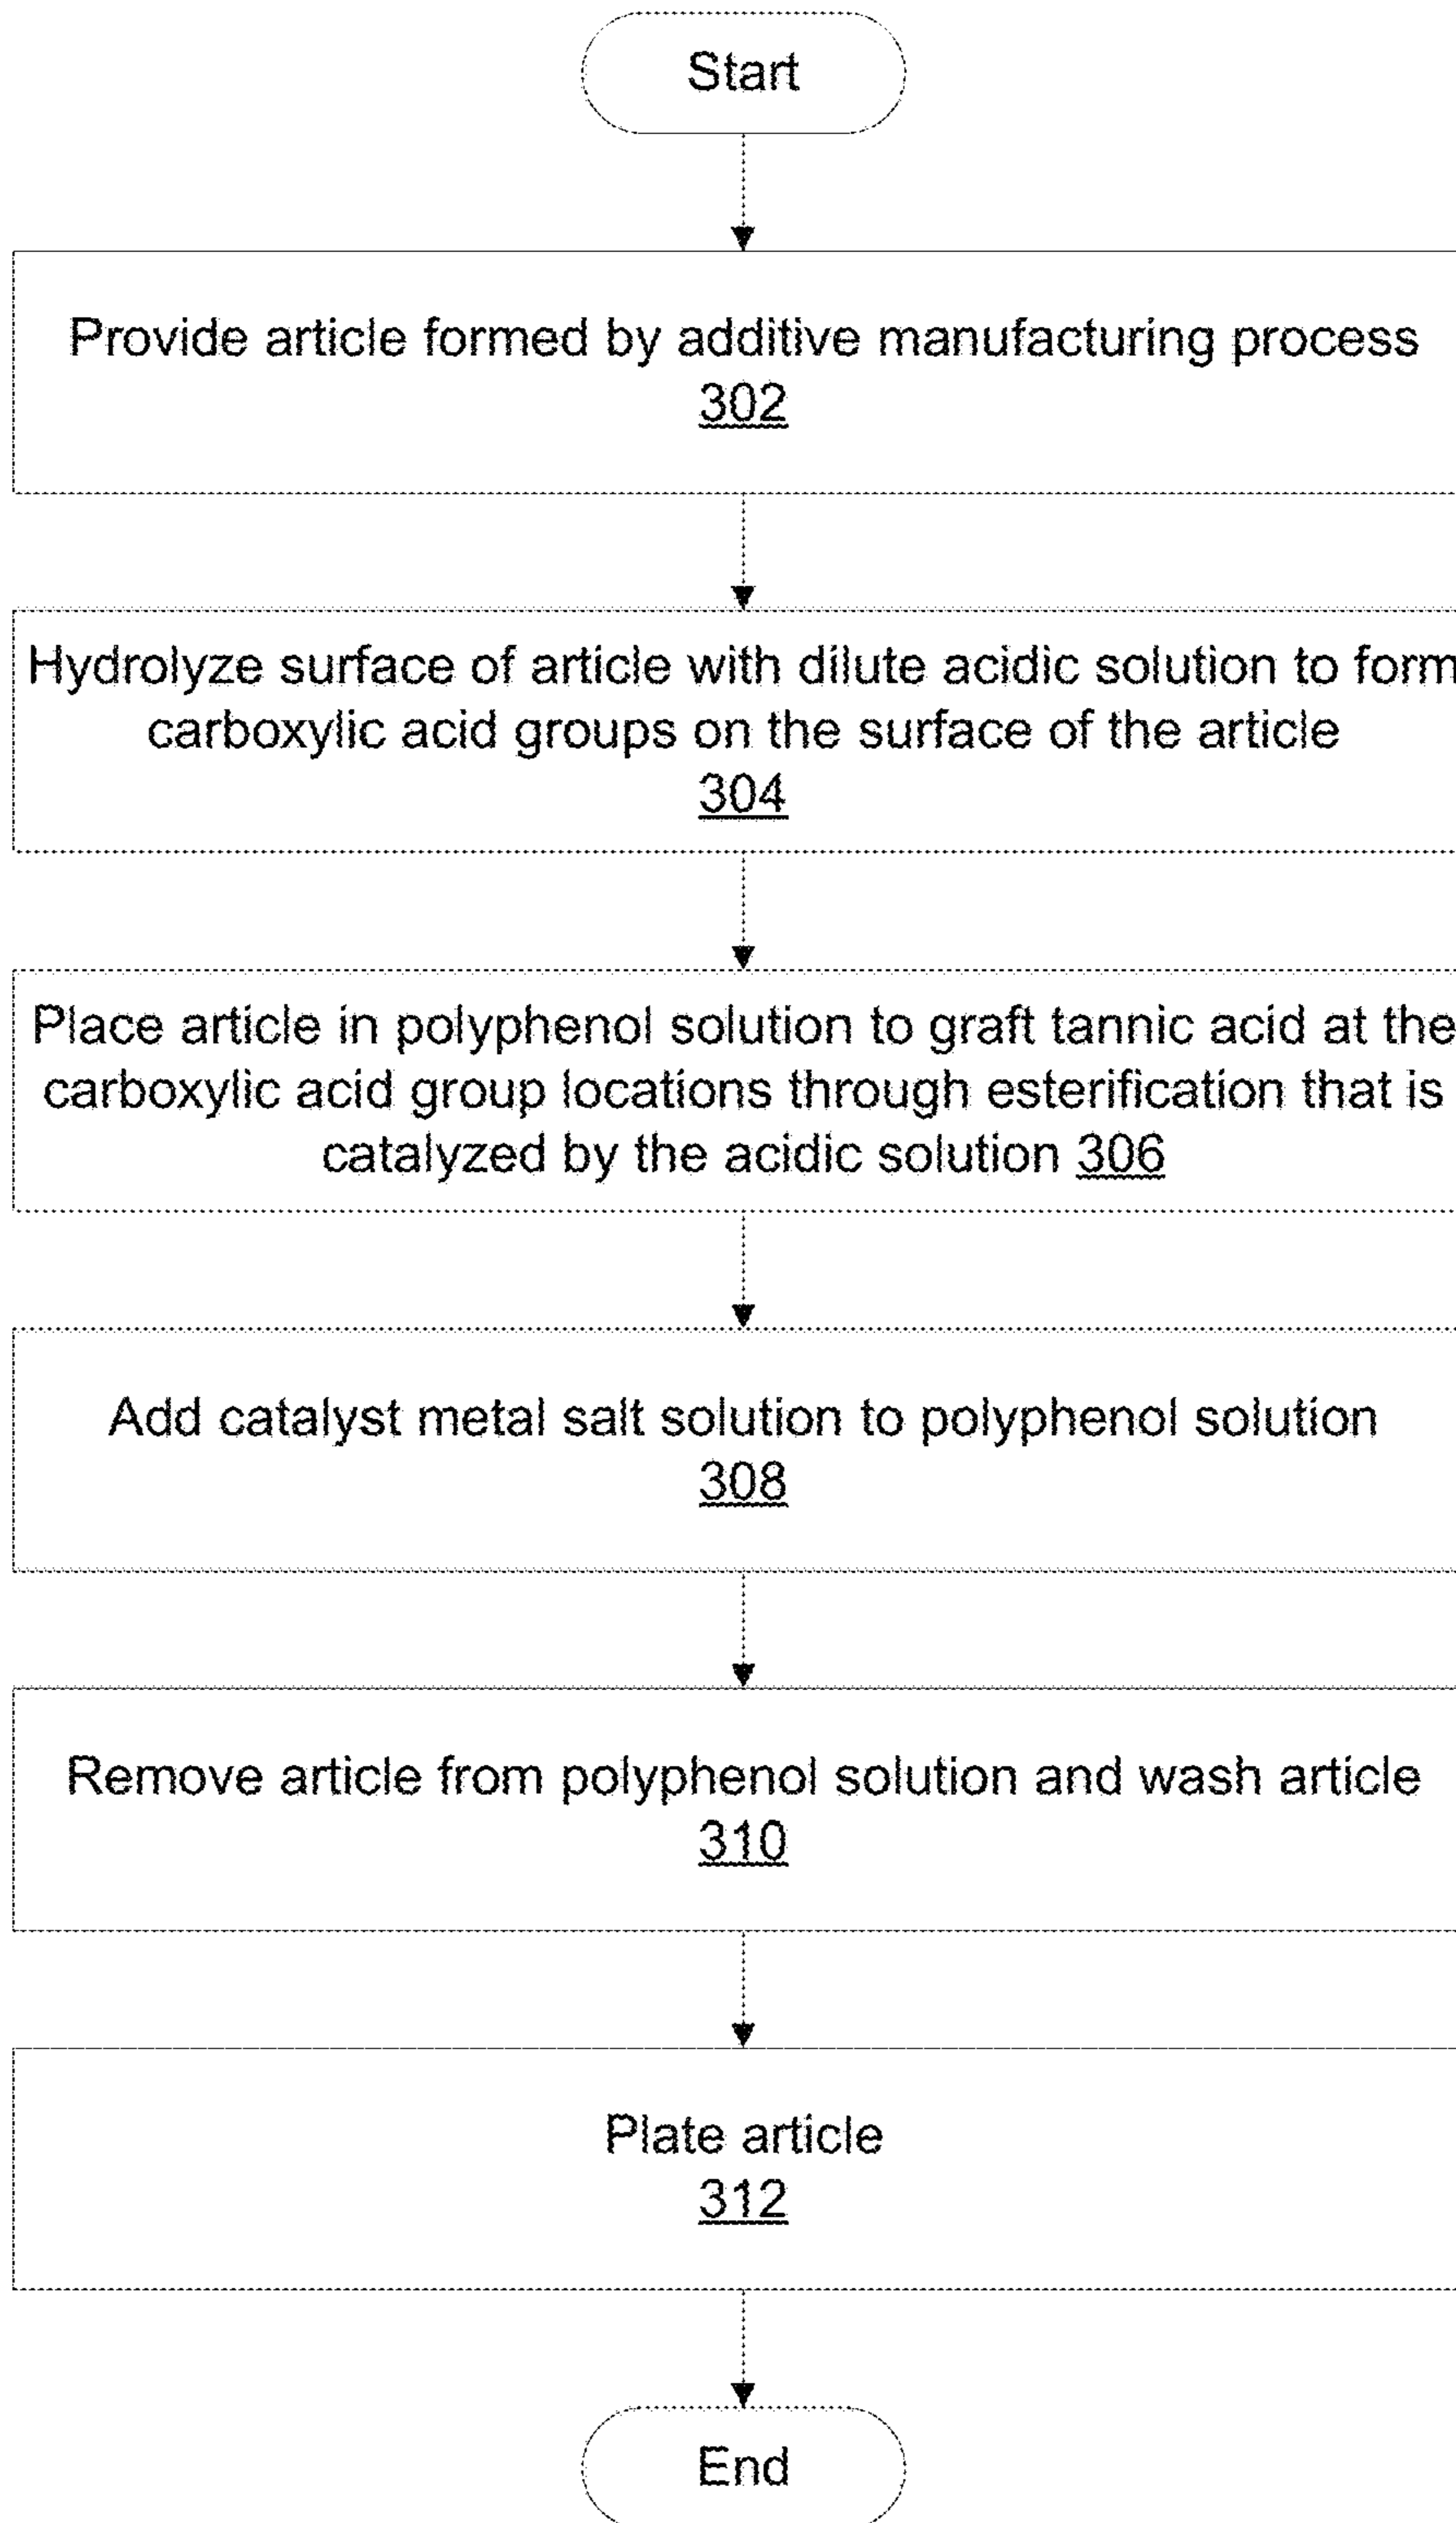 Start
Provide article formed by additive manufacturing process
302
Hydrolyze surface of article with dilute acidic solution to form
carboxylic acid groups on the surface of the article
304
Place article in polyphenol solution to graft tannic acid at the
carboxylic acid group locations through esterification that is
catalyzed by the acidic solution 306
Add catalyst metal salt solution to polyphenol solution
308
Remove article from polyphenol solution and wash article
310
Plate article
312
End